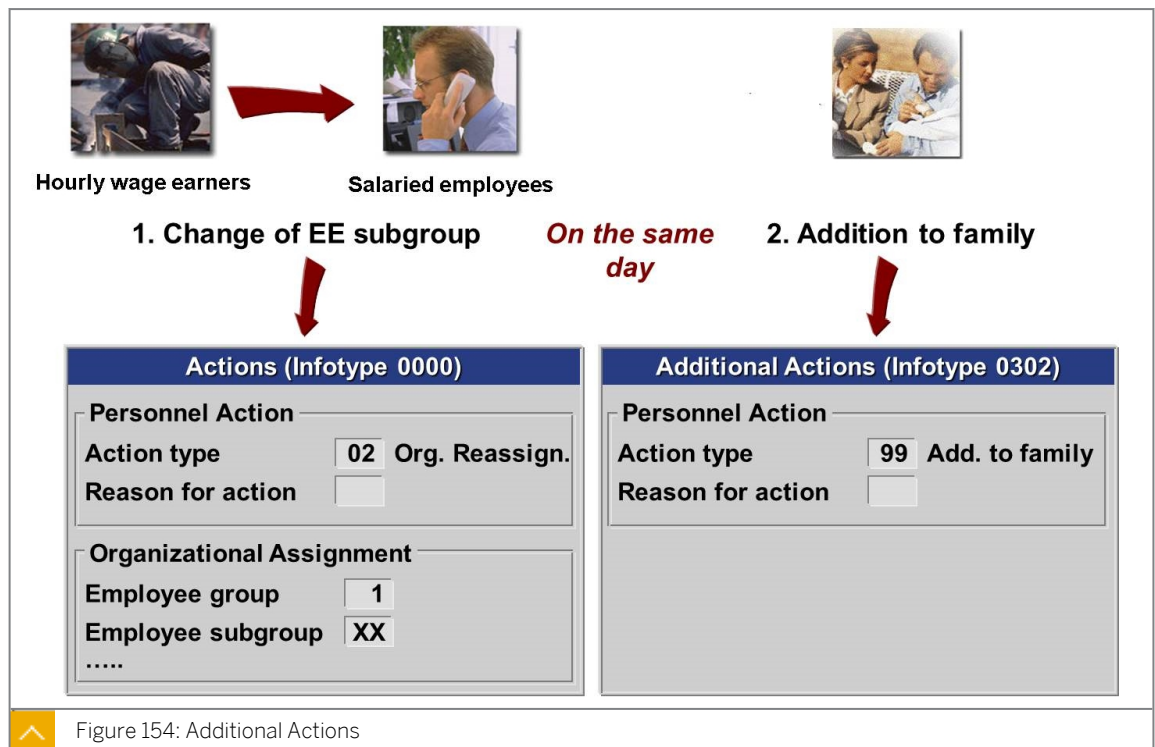 Hourly wage earners
Salaried employees
1. Change of EE subgroup
On the same
day
2. Addition to family
Actions (Infotype 0000)
Personnel Action
Action type 02 Org. Reassign.
Reason for action
Organizational Assignment
Employee group 1
Employee subgroup XX
.....
Additional Actions (Infotype 0302)
Personnel Action
Action type 99 Add. to family
Reason for action
Figure 154: Additional Actions